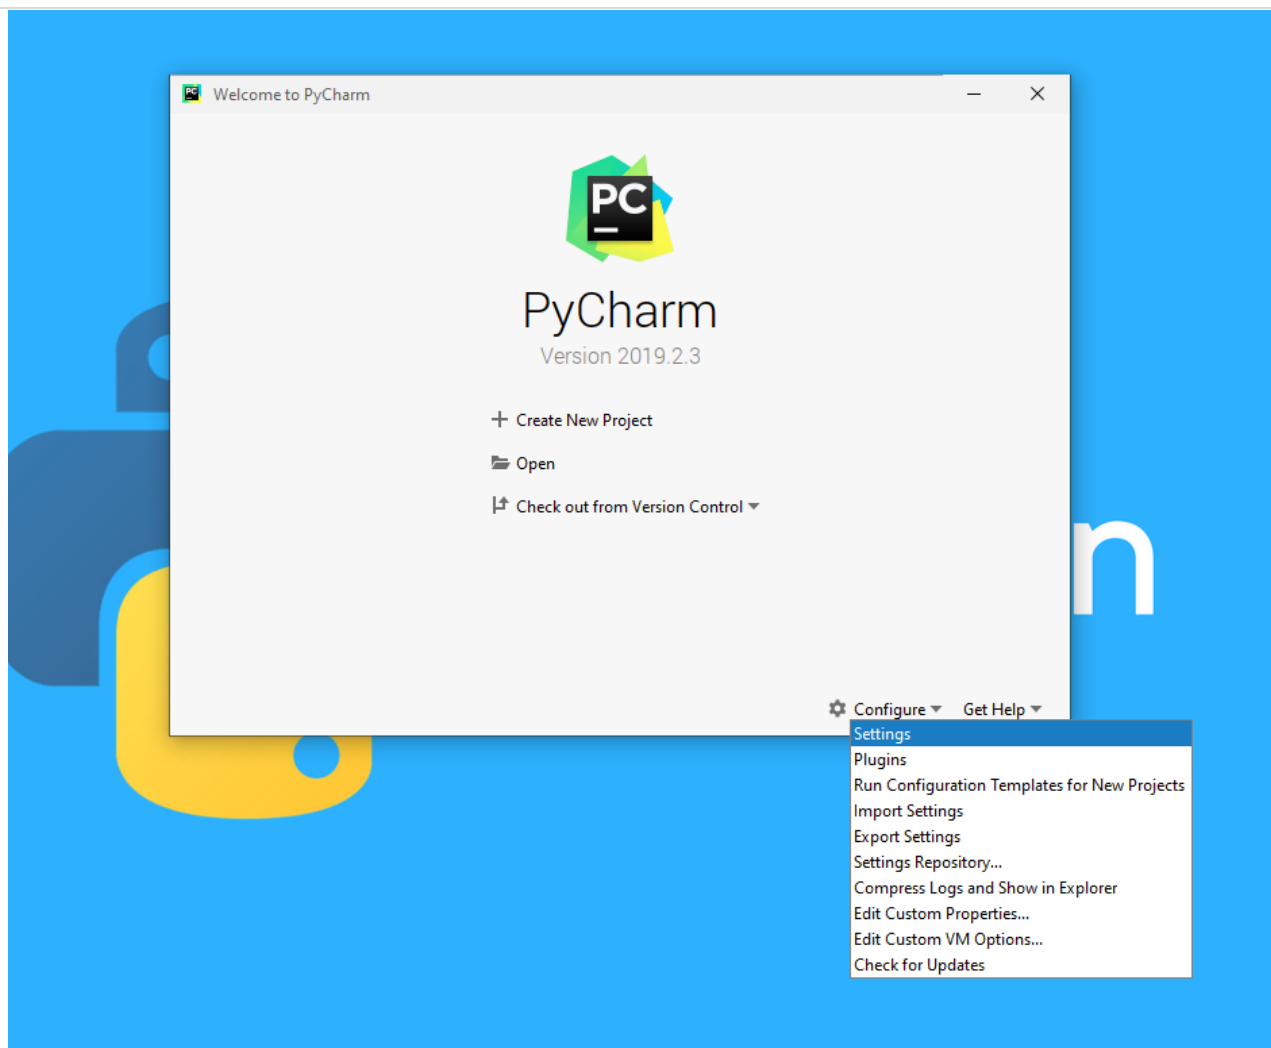 Welcome to PyCharm
PC
PyCharm
Version 2019.2.3
Create New Project
Open
Check out from Version Control
n
Configure Get Help
Settings
Plugins
Run Configuration Templates for New Projects
Import Settings
Export Settings
Settings Repository...
Compress Logs and Show in Explorer
Edit Custom Properties...
Edit Custom VM Options...
Check for Updates